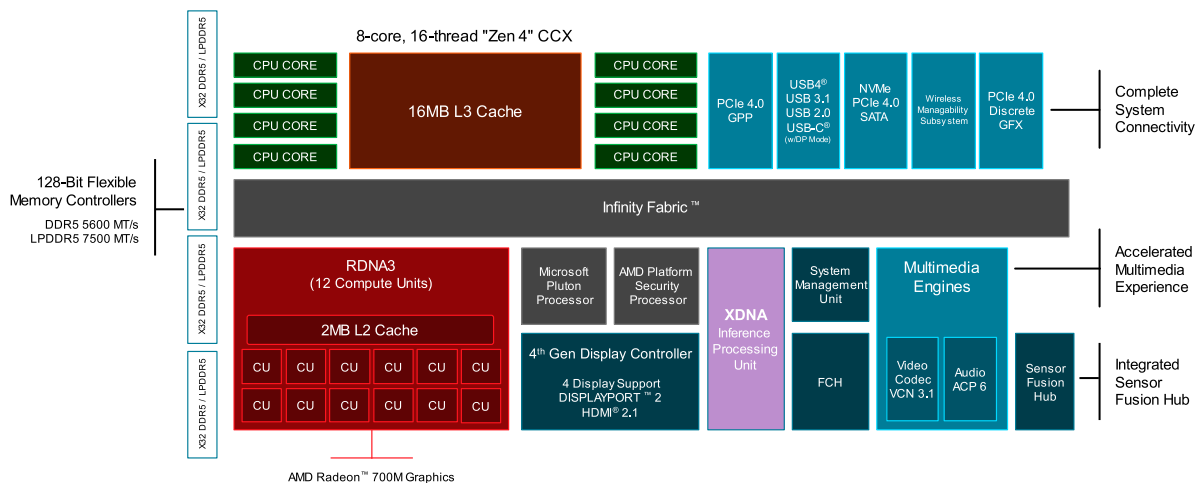 X32 DDR5 / LPDDR5
X32 DDR5 / LPDDR5
X32 DDR5 / LPDDR5
X32 DDR5 / LPDDR5
128-Bit Flexible
Memory Controllers
DDR5 5600 MT/s
LPDDR5 7500 MT/s
8-core, 16-thread "Zen 4" CCX
CPU CORE
CPU CORE
CPU CORE
CPU CORE
16MB L3 Cache
CPU CORE
CPU CORE
CPU CORE
CPU CORE
PCIe 4.0
GPP
USB4®
USB 3.1
USB 2.0
USB-C®
(w/DP Mode)
NVMe
PCIe 4.0
SATA
Wireless
Managability
Subsystem
PCIe 4.0
Discrete
GFX
Complete
System
Connectivity
Infinity Fabric™
RDNA3
(12 Compute Units)
2MB L2 Cache
CU CU CU CU CU CU
CU CU CU CU CU CU
AMD Radeon™ 700M Graphics
Microsoft
Pluton
Processor
AMD Platform
Security
Processor
4th Gen Display Controller
4 Display Support
DISPLAYPORT™ 2
HDMI® 2.1
XDNA
Inference
Processing
Unit
System
Management
Unit
FCH
Multimedia
Engines
Video
Codec
VCN 3.1
Audio
ACP 6
Sensor
Fusion
Hub
Accelerated
Multimedia
Experience
Integrated
Sensor
Fusion Hub